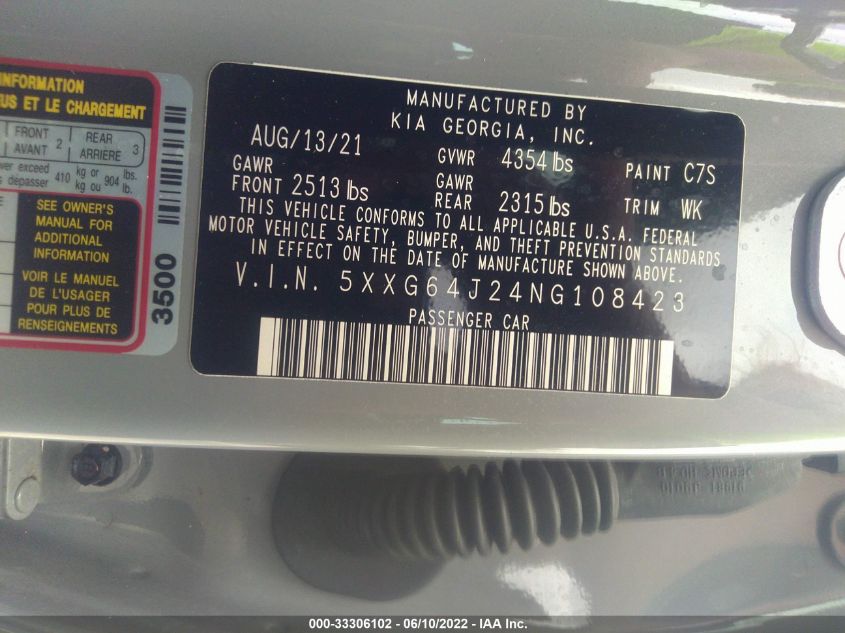 INFORMATION
US ET LE CHARGEMENT
FRONT 2 REAR 3
AVANT ARRIÈRE
ver exceed 410 kg or 904 lbs.
s depasser kg ou lb.
SEE OWNER'S
MANUAL FOR
ADDITIONAL
INFORMATION
VOIR LE MANUEL
DE L'USAGER
POUR PLUS DE
RENSEIGNEMENTS
3500
MANUFACTURED BY
KIA GEORGIA, INC.
AUG/13/21 GVWR 4354 lbs PAINT C7S
GAWR GAWR
FRONT 2513 lbs REAR 2315 lbs TRIM WK
THIS VEHICLE CONFORMS TO ALL APPLICABLE U.S.A. FEDERAL
MOTOR VEHICLE SAFETY, BUMPER, AND THEFT PREVENTION STANDARDS
IN EFFECT ON THE DATE OF MANUFACTURE SHOWN ABOVE.
V.I.N. 5XXG64J24NG108423
PASSENGER CAR
000-33306102 - 06/10/2022 - IAA Inc.